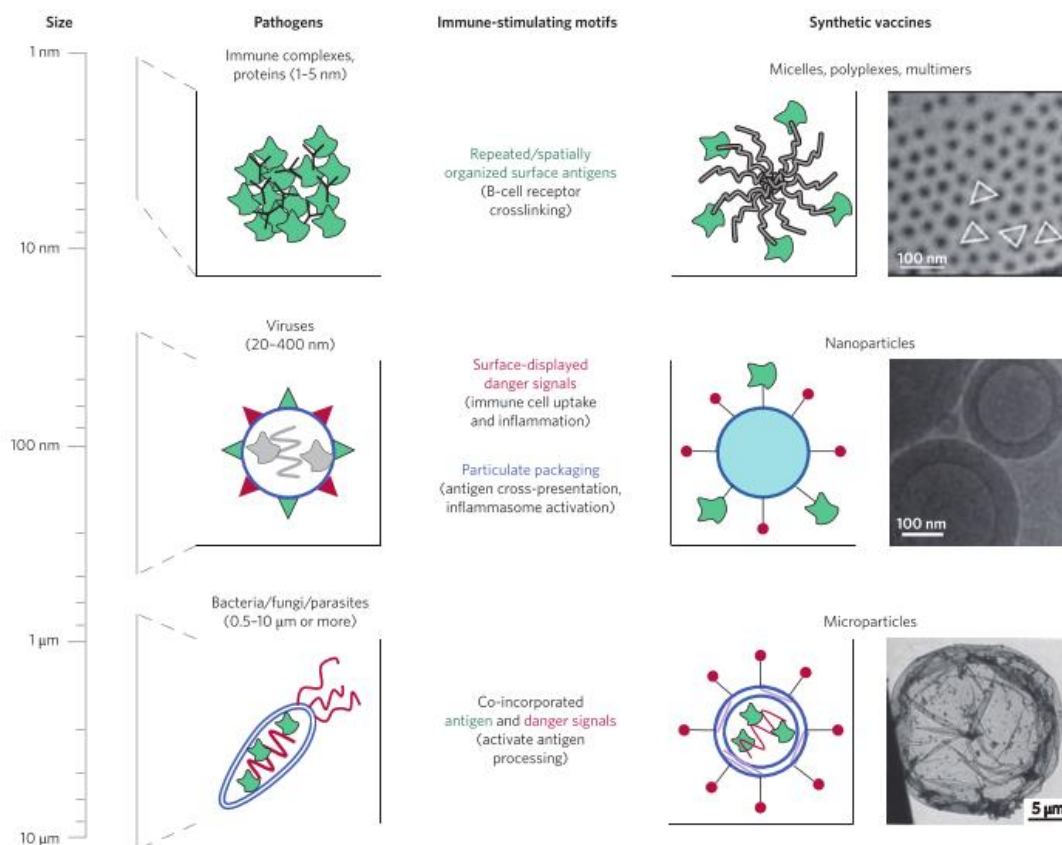 Size
Pathogens
Immune-stimulating motifs
Synthetic vaccines
1 nm
10 nm
100 nm
1 μm
10 μm
Immune complexes,
proteins (1–5 nm)
Repeated/spatially
organized surface antigens
(B-cell receptor
crosslinking)
Micelles, polyplexes, multimers
100 nm
Viruses
(20–400 nm)
Surface-displayed
danger signals
(immune cell uptake
and inflammation)
Particulate packaging
(antigen cross-presentation,
inflammasome activation)
Nanoparticles
100 nm
Bacteria/fungi/parasites
(0.5–10 μm or more)
Co-incorporated
antigen and danger signals
(activate antigen
processing)
Microparticles
5 μm